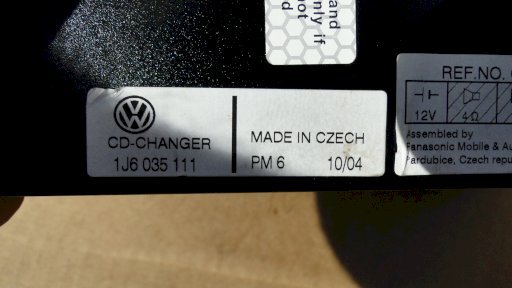 and
only if
not
d
REF.NO.
CD-CHANGER
1J6 035 111
MADE IN CZECH
PM 6 10/04
12V 4Ω
Assembled by
Panasonic Mobile & Au
Pardubice, Czech repu